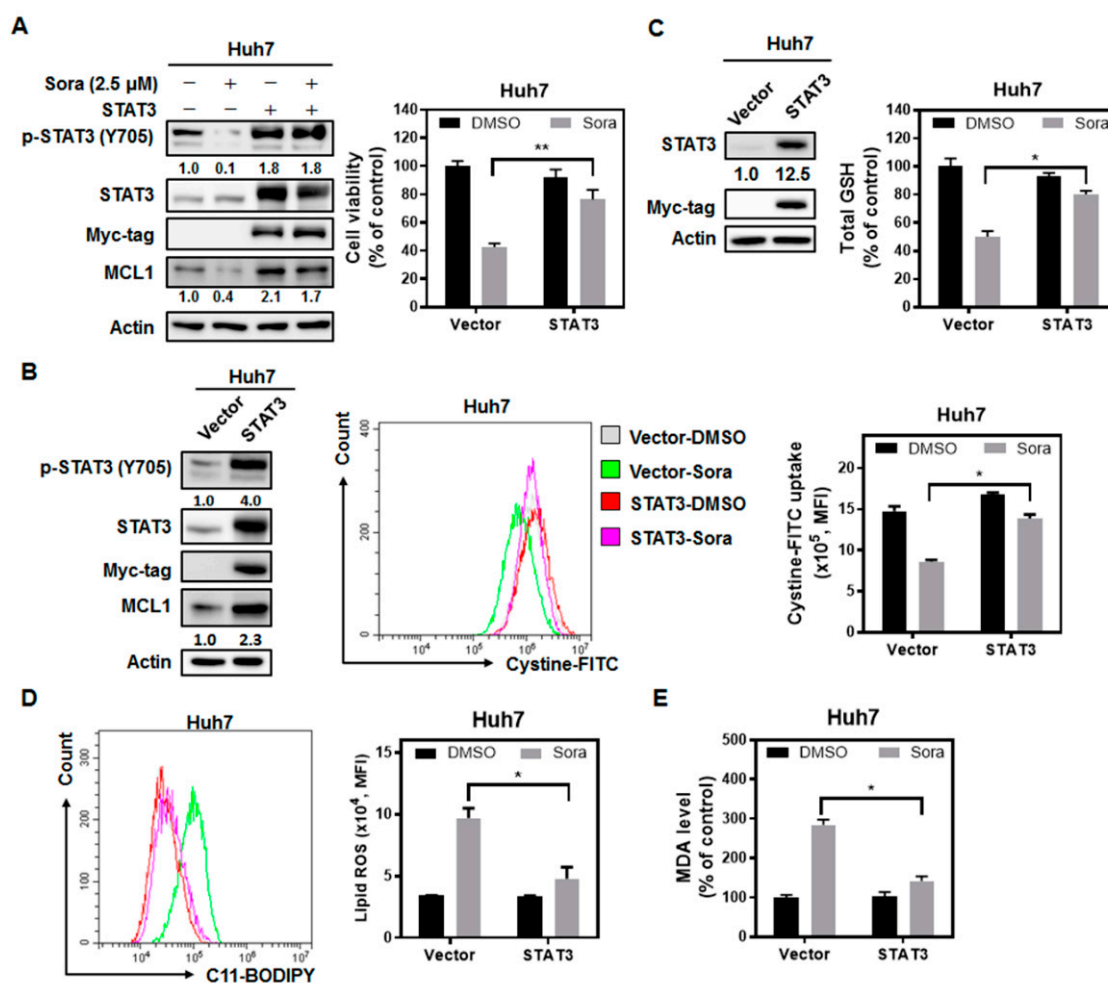 A
Huh7
Sora (2.5 μM) − + − +
STAT3 − − + +
p-STAT3 (Y705)
1.0 0.1 1.8 1.8
STAT3
Myc-tag
MCL1
1.0 0.4 2.1 1.7
Actin
Huh7
DMSO Sora
**
Cell viability
(% of control)
140
120
100
80
60
40
20
0
Vector STAT3
C
Huh7
Vector STAT3
STAT3
1.0 12.5
Myc-tag
Actin
Huh7
DMSO Sora
*
Total GSH
(% of control)
140
120
100
80
60
40
20
0
Vector STAT3
B
Huh7
Vector STAT3
p-STAT3 (Y705)
1.0 4.0
STAT3
Myc-tag
MCL1
1.0 2.3
Actin
Huh7
Count
400
300
200
100
0
10⁴ 10⁵ 10⁶ 10⁷
Cystine-FITC
Vector-DMSO
Vector-Sora
STAT3-DMSO
STAT3-Sora
Huh7
DMSO Sora
*
Cystine-FITC uptake
(x10⁵, MFI)
15
10
5
0
Vector STAT3
D
Huh7
Count
300
200
100
0
10⁴ 10⁵ 10⁶ 10⁷
C11-BODIPY
Huh7
DMSO Sora
*
Lipid ROS (x10⁴, MFI)
15
10
5
0
Vector STAT3
E
Huh7
DMSO Sora
*
MDA level
(% of control)
500
400
300
200
100
0
Vector STAT3